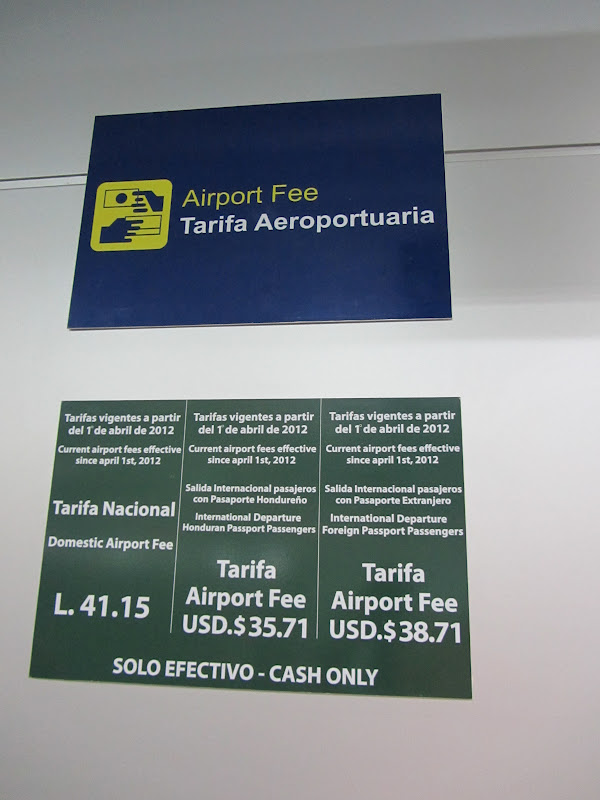 Airport Fee
Tarifa Aeroportuaria
Tarifas vigentes a partir
del 1° de abril de 2012
Current airport fees effective
since april 1st, 2012
Tarifa Nacional
Domestic Airport Fee
L. 41.15
Tarifas vigentes a partir
del 1° de abril de 2012
Current airport fees effective
since april 1st, 2012
Salida Internacional pasajeros
con Pasaporte Hondureño
International Departure
Honduran Passport Passengers
Tarifa
Airport Fee
USD.$35.71
Tarifas vigentes a partir
del 1° de abril de 2012
Current airport fees effective
since april 1st, 2012
Salida Internacional pasajeros
con Pasaporte Extranjero
International Departure
Foreign Passport Passengers
Tarifa
Airport Fee
USD.$38.71
SOLO EFECTIVO - CASH ONLY